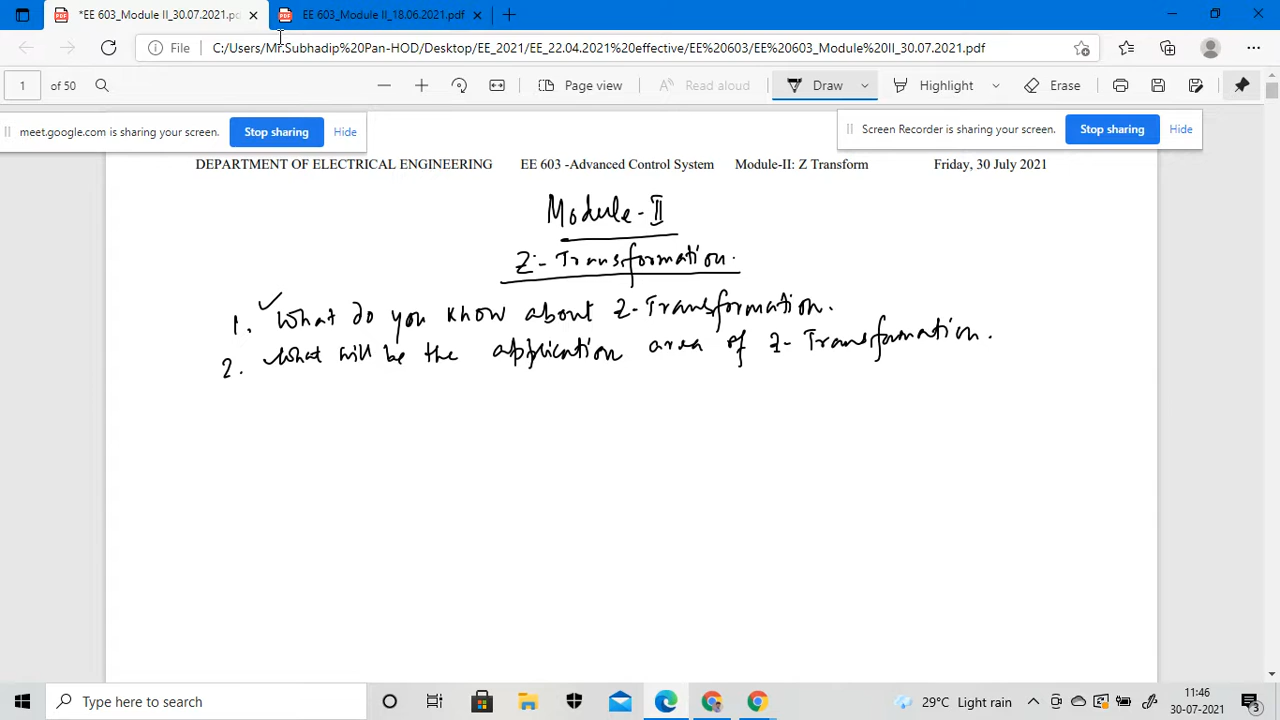 *EE 603_Module II_30.07.2021.pd
EE 603_Module II_18.06.2021.pdf
File
C:/Users/Mr.Subhadip%20Pan-HOD/Desktop/EE_2021/EE_22.04.2021%20effective/EE%20603/EE%20603_Module%20II_30.07.2021.pdf
1 of 50
Page view
Read aloud
Draw
Highlight
Erase
meet.google.com is sharing your screen.
Stop sharing
Hide
Screen Recorder is sharing your screen.
Stop sharing
Hide
DEPARTMENT OF ELECTRICAL ENGINEERING EE 603 -Advanced Control System Module-II: Z Transform Friday, 30 July 2021
Module-II
Z-Transformation.
1. What do you know about Z-Transformation.
2. What will be the application area of Z-Transformation.
Type here to search
29°C Light rain
11:46
30-07-2021
3